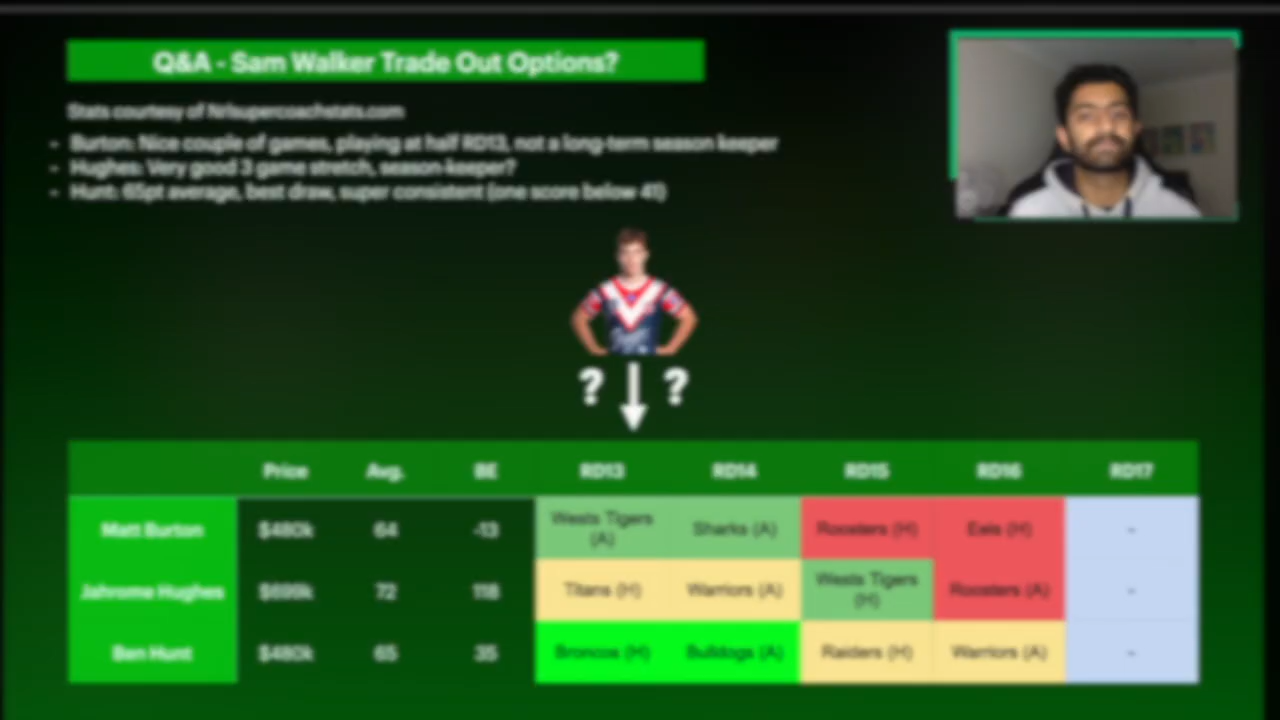 Q&A - Sam Walker Trade Out Options?
Stats courtesy of Nrlsupercoachstats.com
- Burton: Nice couple of games, playing at half RD13, not a long-term season keeper
- Hughes: Very good 3 game stretch, season-keeper?
- Hunt: 65pt average, best draw, super consistent (one score below 41)
? ?
Price Avg. BE RD13 RD14 RD15 RD16 RD17
Matt Burton $480k 64 -13 Wests Tigers (A) Sharks (A) Roosters (H) Eels (H) -
Jahrome Hughes 72 118 Titans (H) Warriors (A) Wests Tigers (H) Roosters (A) -
Ben Hunt $480k 65 35 Broncos (H) Bulldogs (A) Raiders (H) Warriors (A) -